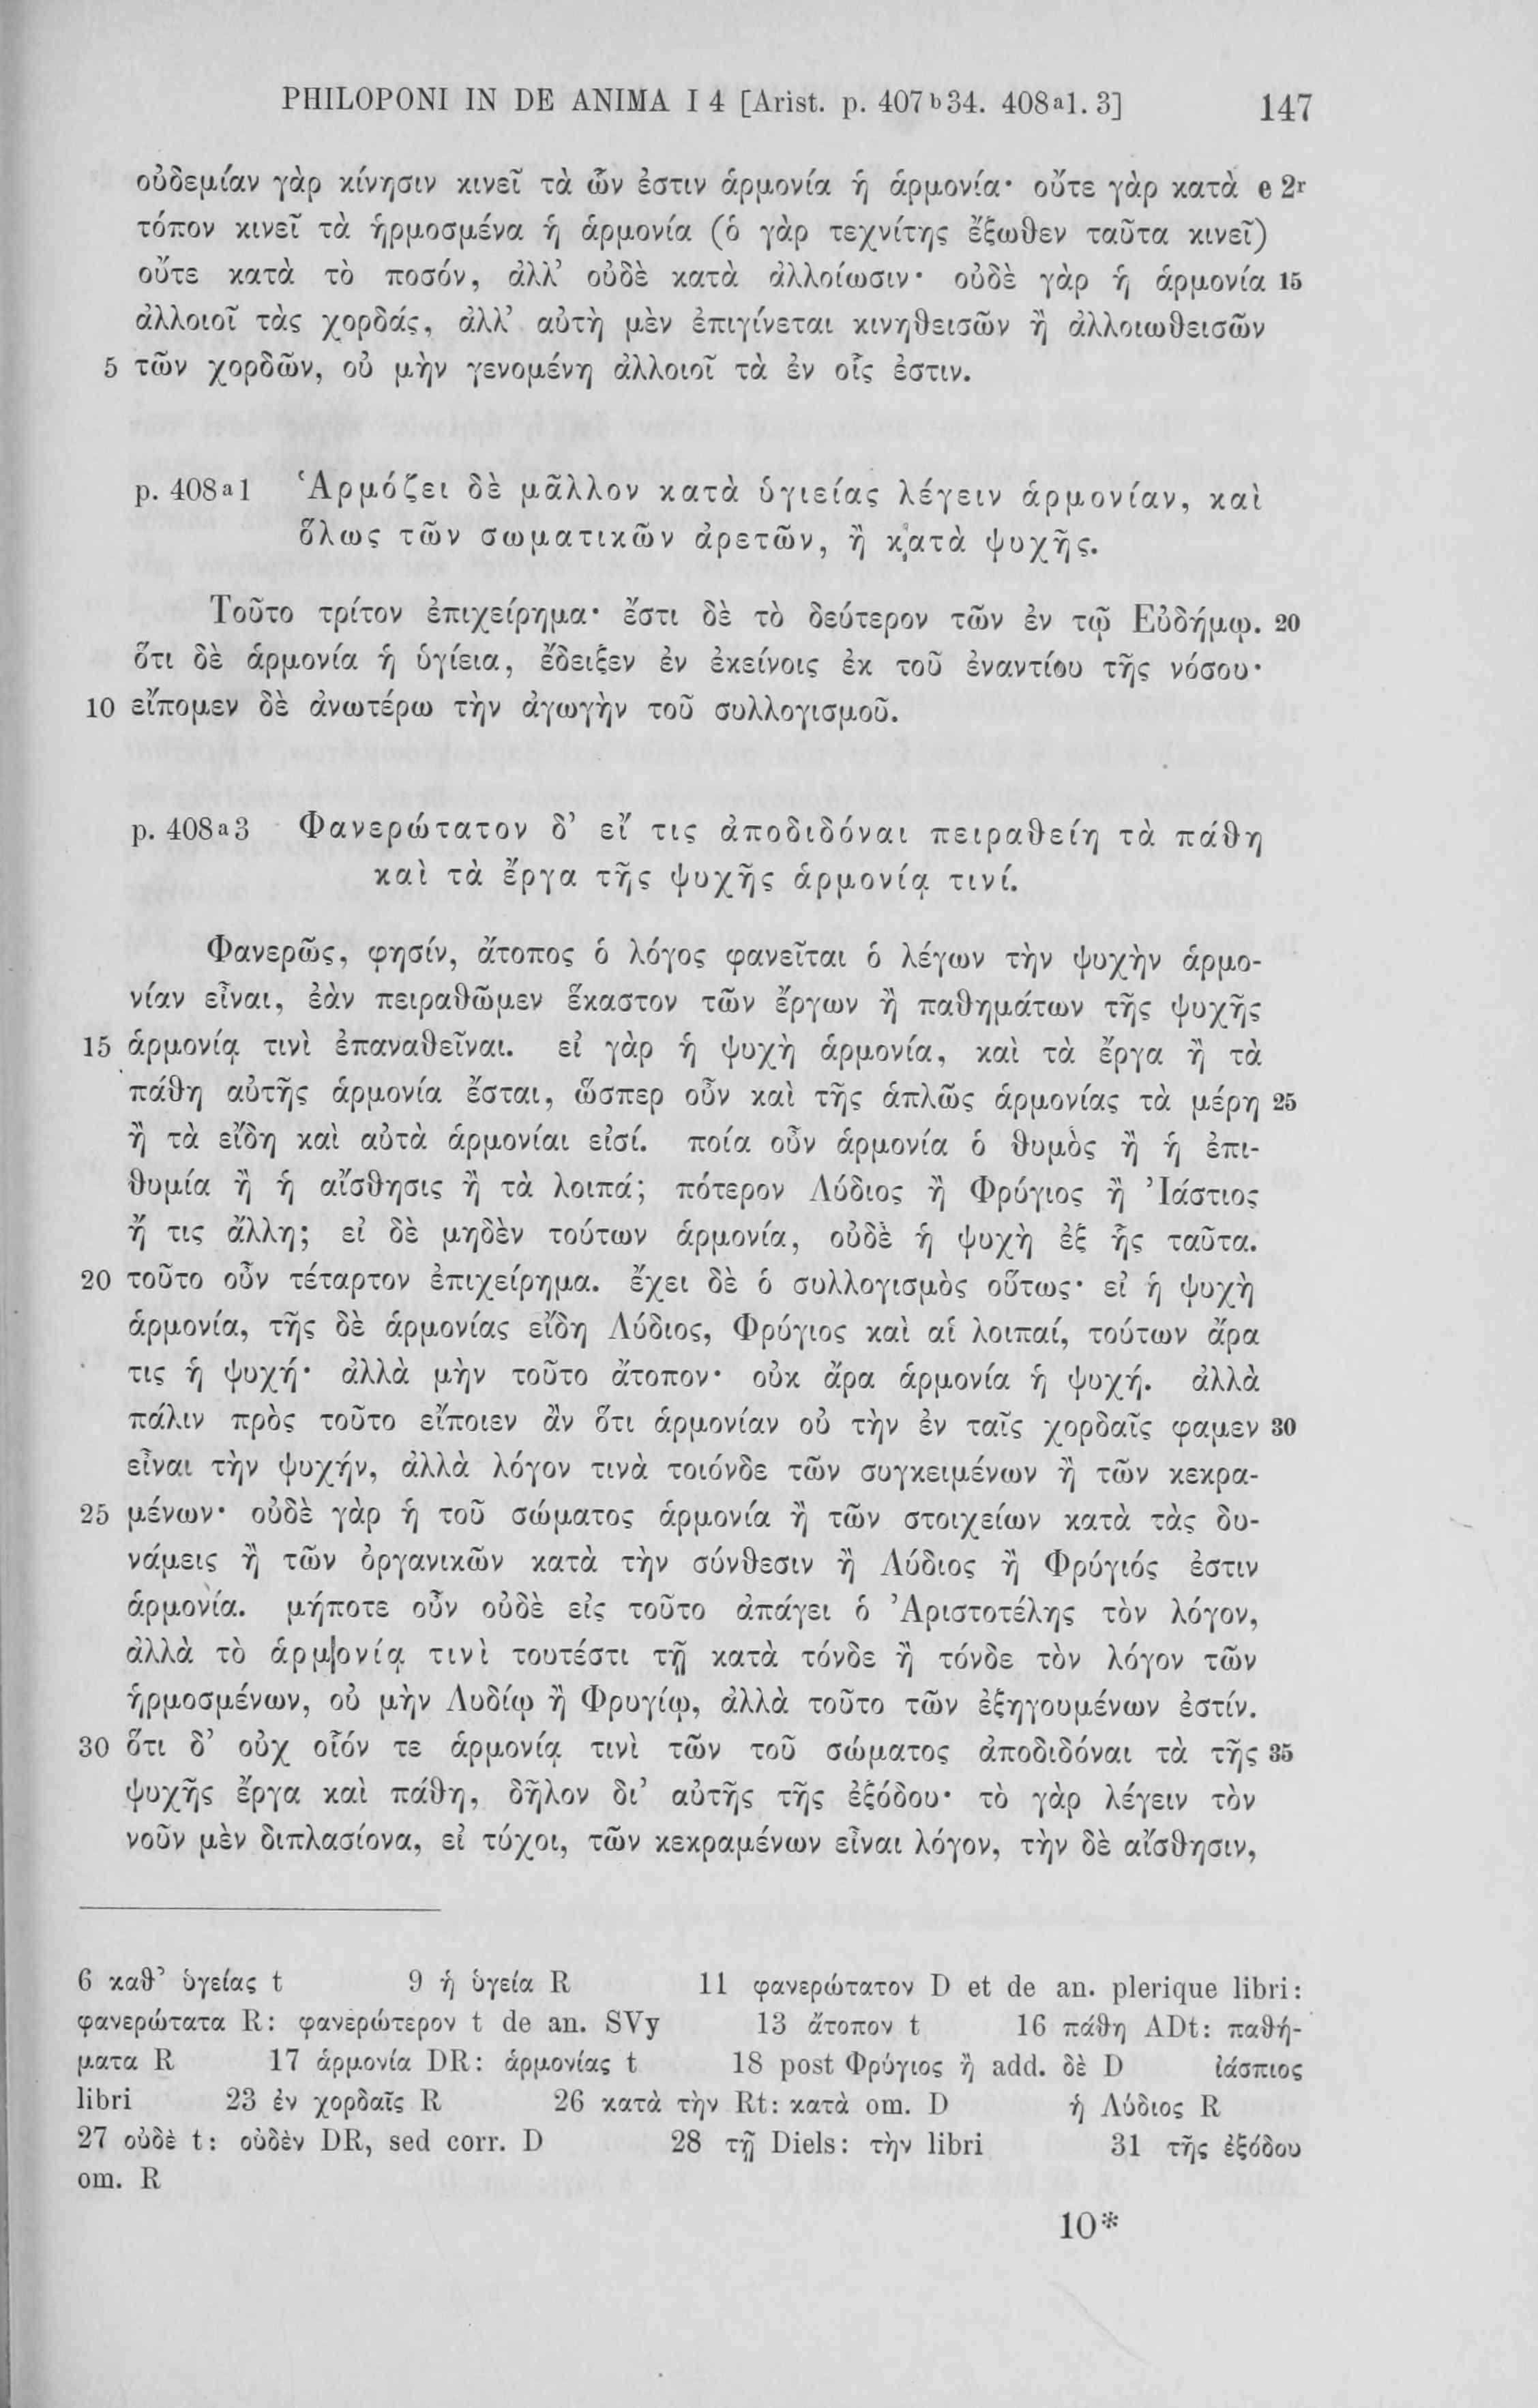 PHILOPONI IN DE ANIMA I 4 [Arist. p. 407b34. 408a1. 3] 147
οὐδεμίαν γὰρ κίνησιν κινεῖ τὰ ὧν ἐστιν ἁρμονία ἡ ἁρμονία· οὔτε γὰρ κατὰ e 2r
τόπον κινεῖ τὰ ἡρμοσμένα ἡ ἁρμονία (ὁ γὰρ τεχνίτης ἔξωθεν ταῦτα κινεῖ)
οὔτε κατὰ τὸ ποσόν, ἀλλ’ οὐδὲ κατὰ ἀλλοίωσιν· οὐδὲ γὰρ ἡ ἁρμονία 15
ἀλλοιοῖ τὰς χορδάς, ἀλλ’ αὐτὴ μὲν ἐπιγίνεται κινηθεισῶν ἢ ἀλλοιωθεισῶν
5 τῶν χορδῶν, οὐ μὴν γενομένη ἀλλοιοῖ τὰ ἐν οἷς ἐστιν.
p. 408a1 Ἁρμόζει δὲ μᾶλλον κατὰ ὑγιείας λέγειν ἁρμονίαν, καὶ
ὅλως τῶν σωματικῶν ἀρετῶν, ἢ κατὰ ψυχῆς.
Τοῦτο τρίτον ἐπιχείρημα· ἔστι δὲ τὸ δεύτερον τῶν ἐν τῷ Εὐδήμῳ. 20
ὅτι δὲ ἁρμονία ἡ ὑγίεια, ἔδειξεν ἐν ἐκείνοις ἐκ τοῦ ἐναντίου τῆς νόσου·
10 εἴπομεν δὲ ἀνωτέρω τὴν ἀγωγὴν τοῦ συλλογισμοῦ.
p. 408a3 Φανερώτατον δ’ εἴ τις ἀποδιδόναι πειραθείη τὰ πάθη
καὶ τὰ ἔργα τῆς ψυχῆς ἁρμονίᾳ τινί.
Φανερῶς, φησίν, ἄτοπος ὁ λόγος φανεῖται ὁ λέγων τὴν ψυχὴν ἁρμο-
νίαν εἶναι, ἐὰν πειραθῶμεν ἕκαστον τῶν ἔργων ἢ παθημάτων τῆς ψυχῆς
15 ἁρμονίᾳ τινὶ ἐπαναθεῖναι. εἰ γὰρ ἡ ψυχὴ ἁρμονία, καὶ τὰ ἔργα ἢ τὰ
πάθη αὐτῆς ἁρμονία ἔσται, ὥσπερ οὖν καὶ τῆς ἁπλῶς ἁρμονίας τὰ μέρη 25
ἢ τὰ εἴδη καὶ αὐτὰ ἁρμονίαι εἰσί. ποία οὖν ἁρμονία ὁ θυμὸς ἢ ἡ ἐπι-
θυμία ἢ ἡ αἴσθησις ἢ τὰ λοιπά; πότερον Λύδιος ἢ Φρύγιος ἢ Ἰάστιος
ἤ τις ἄλλη; εἰ δὲ μηδὲν τούτων ἁρμονία, οὐδὲ ἡ ψυχὴ ἐξ ἧς ταῦτα.
20 τοῦτο οὖν τέταρτον ἐπιχείρημα. ἔχει δὲ ὁ συλλογισμὸς οὕτως· εἰ ἡ ψυχὴ
ἁρμονία, τῆς δὲ ἁρμονίας εἴδη Λύδιος, Φρύγιος καὶ αἱ λοιπαί, τούτων ἄρα
τις ἡ ψυχή· ἀλλὰ μὴν τοῦτο ἄτοπον· οὐκ ἄρα ἁρμονία ἡ ψυχή. ἀλλὰ
πάλιν πρὸς τοῦτο εἴποιεν ἂν ὅτι ἁρμονίαν οὐ τὴν ἐν ταῖς χορδαῖς φαμεν 30
εἶναι τὴν ψυχήν, ἀλλὰ λόγον τινὰ τοιόνδε τῶν συγκειμένων ἢ τῶν κεκρα-
25 μένων· οὐδὲ γὰρ ἡ τοῦ σώματος ἁρμονία ἢ τῶν στοιχείων κατὰ τὰς δυ-
νάμεις ἢ τῶν ὀργανικῶν κατὰ τὴν σύνθεσιν ἢ Λύδιος ἢ Φρύγιός ἐστιν
ἁρμονία. μήποτε οὖν οὐδὲ εἰς τοῦτο ἀπάγει ὁ Ἀριστοτέλης τὸν λόγον,
ἀλλὰ τὸ ἁρμονίᾳ τινὶ τουτέστι τῇ κατὰ τόνδε ἢ τόνδε τὸν λόγον τῶν
ἡρμοσμένων, οὐ μὴν Λυδίῳ ἢ Φρυγίῳ, ἀλλὰ τοῦτο τῶν ἐξηγουμένων ἐστίν.
30 ὅτι δ’ οὐχ οἷόν τε ἁρμονίᾳ τινὶ τῶν τοῦ σώματος ἀποδιδόναι τὰ τῆς 35
ψυχῆς ἔργα καὶ πάθη, δῆλον δι’ αὐτῆς τῆς ἐξόδου· τὸ γὰρ λέγειν τὸν
νοῦν μὲν διπλασίονα, εἰ τύχοι, τῶν κεκραμένων εἶναι λόγον, τὴν δὲ αἴσθησιν,
6 καθ’ ὑγείας t 9 ἡ ὑγεία R 11 φανερώτατον D et de an. plerique libri:
φανερώτατα R: φανερώτερον t de an. SVy 13 ἄτοπον t 16 πάθη ADt: παθή-
ματα R 17 ἁρμονία DR: ἁρμονίας t 18 post Φρύγιος ἢ add. δὲ D ἰάσπιος
libri 23 ἐν χορδαῖς R 26 κατὰ τὴν Rt: κατὰ om. D ἡ Λύδιος R
27 οὐδὲ t: οὐδὲν DR, sed corr. D 28 τῇ Diels: τὴν libri 31 τῆς ἐξόδου
om. R
10*